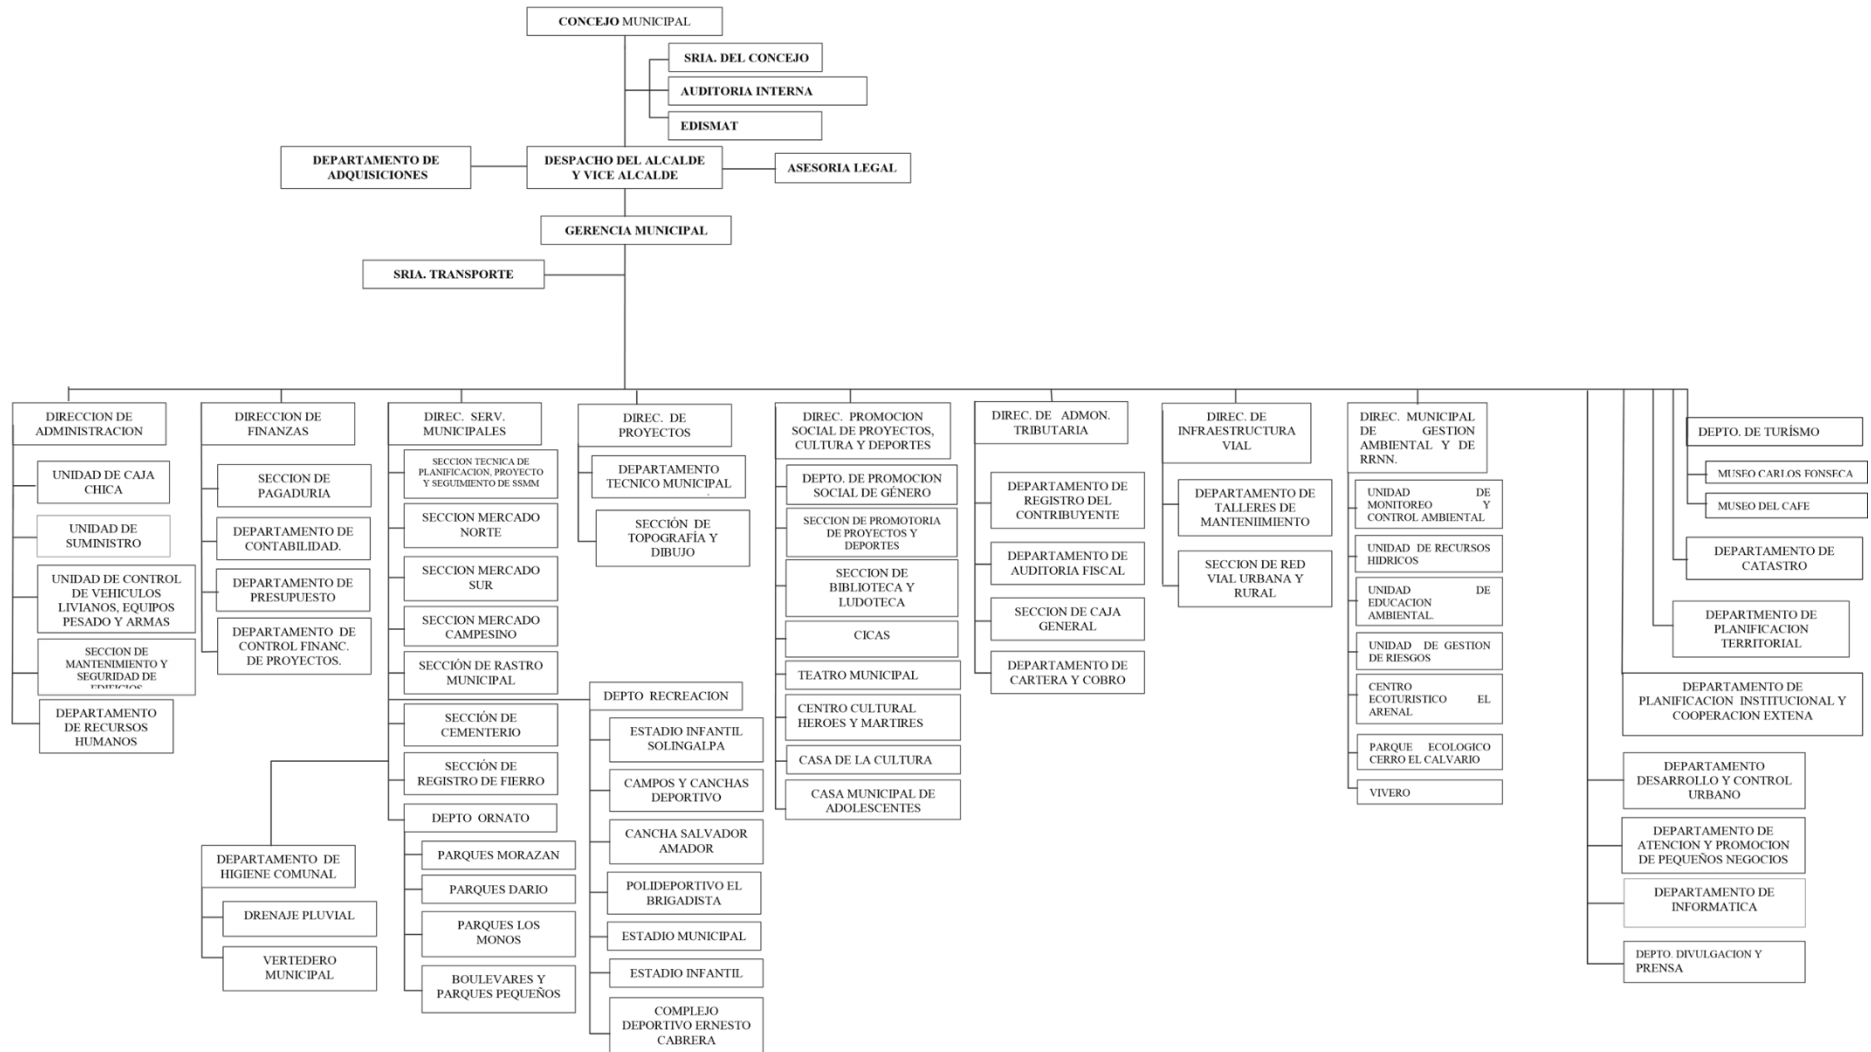 CONCEJO MUNICIPAL
SRIA. DEL CONCEJO
AUDITORIA INTERNA
EDISMAT
DEPARTAMENTO DE
ADQUISICIONES
DESPACHO DEL ALCALDE
Y VICE ALCALDE
ASESORIA LEGAL
GERENCIA MUNICIPAL
SRIA. TRANSPORTE
DIRECCION DE
ADMINISTRACION
UNIDAD DE CAJA
CHICA
UNIDAD DE
SUMINISTRO
UNIDAD DE CONTROL
DE VEHICULOS
LIVIANOS, EQUIPOS
PESADO Y ARMAS
SECCION DE
MANTENIMIENTO Y
SEGURIDAD DE
EDIFICIOS
DEPARTAMENTO
DE RECURSOS
HUMANOS
DIRECCION DE
FINANZAS
SECCION DE
PAGADURIA
DEPARTAMENTO DE
CONTABILIDAD.
DEPARTAMENTO DE
PRESUPUESTO
DEPARTAMENTO DE
CONTROL FINANC.
DE PROYECTOS.
DIREC. SERV.
MUNICIPALES
SECCION TECNICA DE
PLANIFICACION, PROYECTO
Y SEGUIMIENTO DE SSMM
SECCION MERCADO
NORTE
SECCION MERCADO
SUR
SECCION MERCADO
CAMPESINO
SECCIÓN DE RASTRO
MUNICIPAL
SECCIÓN DE
CEMENTERIO
SECCIÓN DE
REGISTRO DE FIERRO
DEPTO ORNATO
PARQUES MORAZAN
PARQUES DARIO
PARQUES LOS
MONOS
BOULEVARES Y
PARQUES PEQUEÑOS
DEPARTAMENTO DE
HIGIENE COMUNAL
DRENAJE PLUVIAL
VERTEDERO
MUNICIPAL
DEPTO RECREACION
ESTADIO INFANTIL
SOLINGALPA
CAMPOS Y CANCHAS
DEPORTIVO
CANCHA SALVADOR
AMADOR
POLIDEPORTIVO EL
BRIGADISTA
ESTADIO MUNICIPAL
ESTADIO INFANTIL
COMPLEJO
DEPORTIVO ERNESTO
CABRERA
DIREC. DE
PROYECTOS
DEPARTAMENTO
TECNICO MUNICIPAL
.
SECCIÓN DE
TOPOGRAFÍA Y
DIBUJO
DIREC. PROMOCION
SOCIAL DE PROYECTOS,
CULTURA Y DEPORTES
DEPTO. DE PROMOCION
SOCIAL DE GÉNERO
SECCION DE PROMOTORIA
DE PROYECTOS Y
DEPORTES
SECCION DE
BIBLIOTECA Y
LUDOTECA
CICAS
TEATRO MUNICIPAL
CENTRO CULTURAL
HEROES Y MARTIRES
CASA DE LA CULTURA
CASA MUNICIPAL DE
ADOLESCENTES
DIREC. DE ADMON.
TRIBUTARIA
DEPARTAMENTO DE
REGISTRO DEL
CONTRIBUYENTE
DEPARTAMENTO DE
AUDITORIA FISCAL
SECCION DE CAJA
GENERAL
DEPARTAMENTO DE
CARTERA Y COBRO
DIREC. DE
INFRAESTRUCTURA
VIAL
DEPARTAMENTO DE
TALLERES DE
MANTENIIMIENTO
SECCION DE RED
VIAL URBANA Y
RURAL
DIREC. MUNICIPAL
DE GESTION
AMBIENTAL Y DE
RRNN.
UNIDAD DE
MONITOREO Y
CONTROL AMBIENTAL
UNIDAD DE RECURSOS
HIDRICOS
UNIDAD DE
EDUCACION
AMBIENTAL.
UNIDAD DE GESTION
DE RIESGOS
CENTRO
ECOTURISTICO EL
ARENAL
PARQUE ECOLOGICO
CERRO EL CALVARIO
VIVERO
DEPTO. DE TURÍSMO
MUSEO CARLOS FONSECA
MUSEO DEL CAFE
DEPARTAMENTO DE
CATASTRO
DEPARTMENTO DE
PLANIFICACION
TERRITORIAL
DEPARTAMENTO DE
PLANIFICACION INSTITUCIONAL Y
COOPERACION EXTENA
DEPARTAMENTO
DESARROLLO Y CONTROL
URBANO
DEPARTAMENTO DE
ATENCION Y PROMOCION
DE PEQUEÑOS NEGOCIOS
DEPARTAMENTO DE
INFORMATICA
DEPTO. DIVULGACION Y
PRENSA